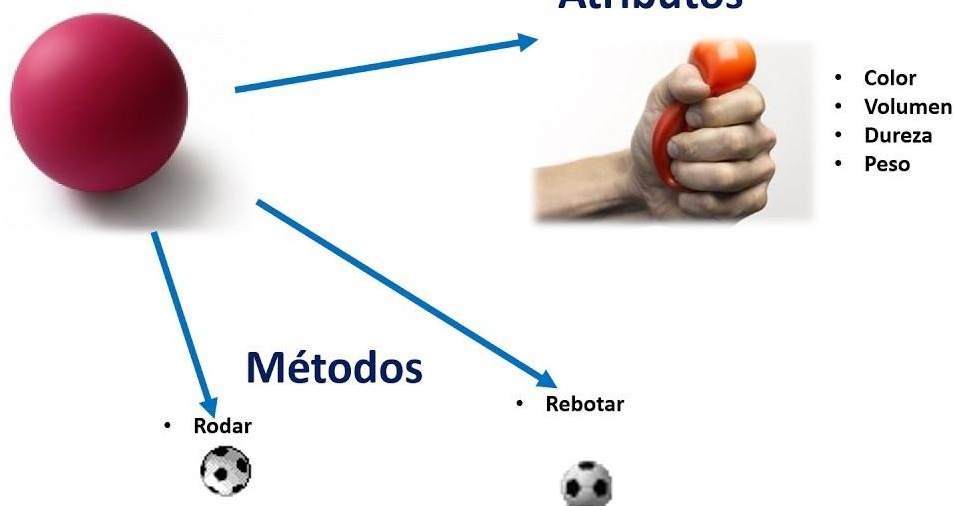 Atributos
• Color
• Volumen
• Dureza
• Peso
Métodos
• Rodar
• Rebotar